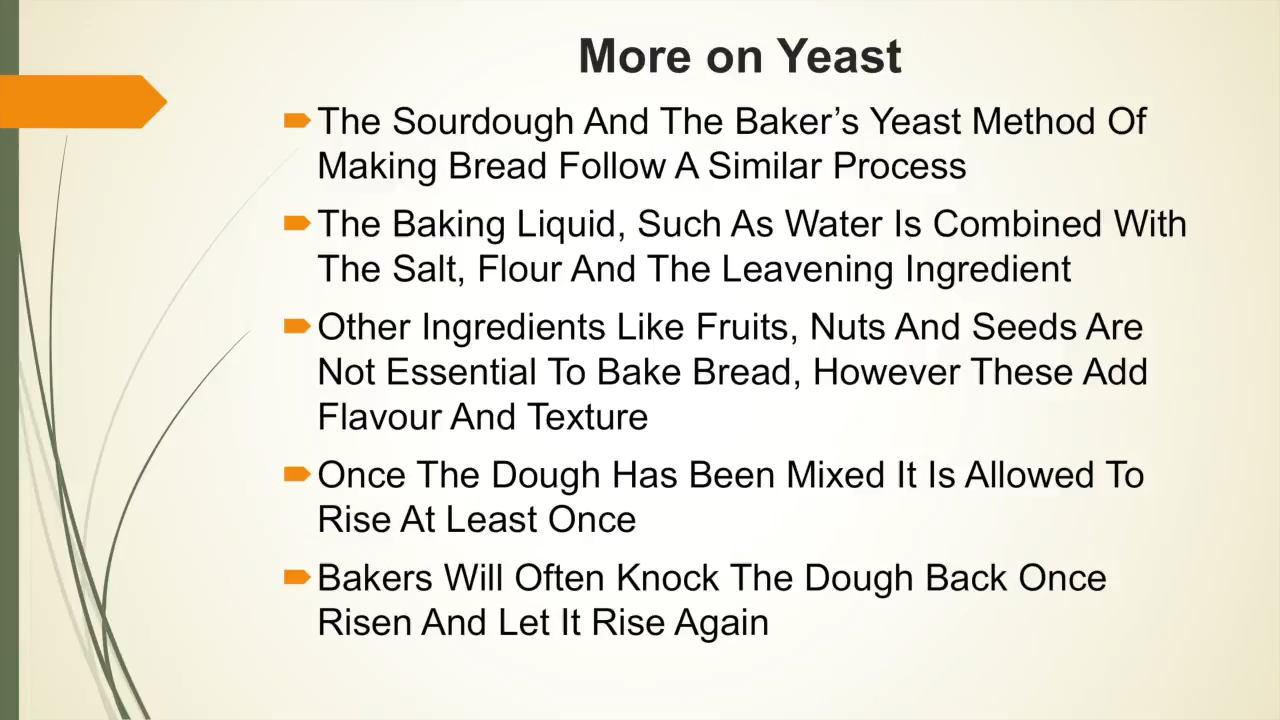 More on Yeast
The Sourdough And The Baker’s Yeast Method Of
Making Bread Follow A Similar Process
The Baking Liquid, Such As Water Is Combined With
The Salt, Flour And The Leavening Ingredient
Other Ingredients Like Fruits, Nuts And Seeds Are
Not Essential To Bake Bread, However These Add
Flavour And Texture
Once The Dough Has Been Mixed It Is Allowed To
Rise At Least Once
Bakers Will Often Knock The Dough Back Once
Risen And Let It Rise Again